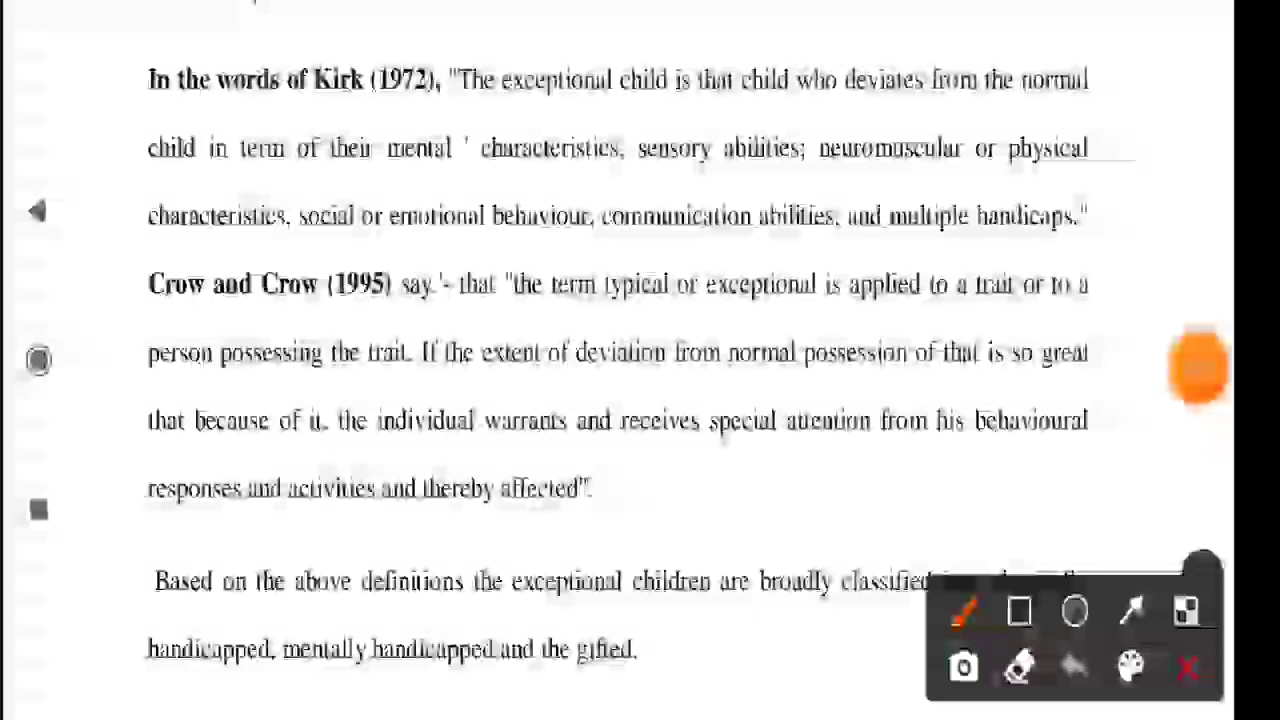 In the words of Kirk (1972), "The exceptional child is that child who deviates from the normal
child in term of their mental ' characteristics, sensory abilities; neuromuscular or physical
characteristics, social or emotional behaviour, communication abilities, and multiple handicaps."
Crow and Crow (1995) say.'- that "the term typical or exceptional is applied to a trait or to a
person possessing the trait. If the extent of deviation from normal possession of that is so great
that because of it, the individual warrants and receives special attention from his behavioural
responses and activities and thereby affected".
Based on the above definitions the exceptional children are broadly classified
handicapped, mentally handicapped and the gifted.